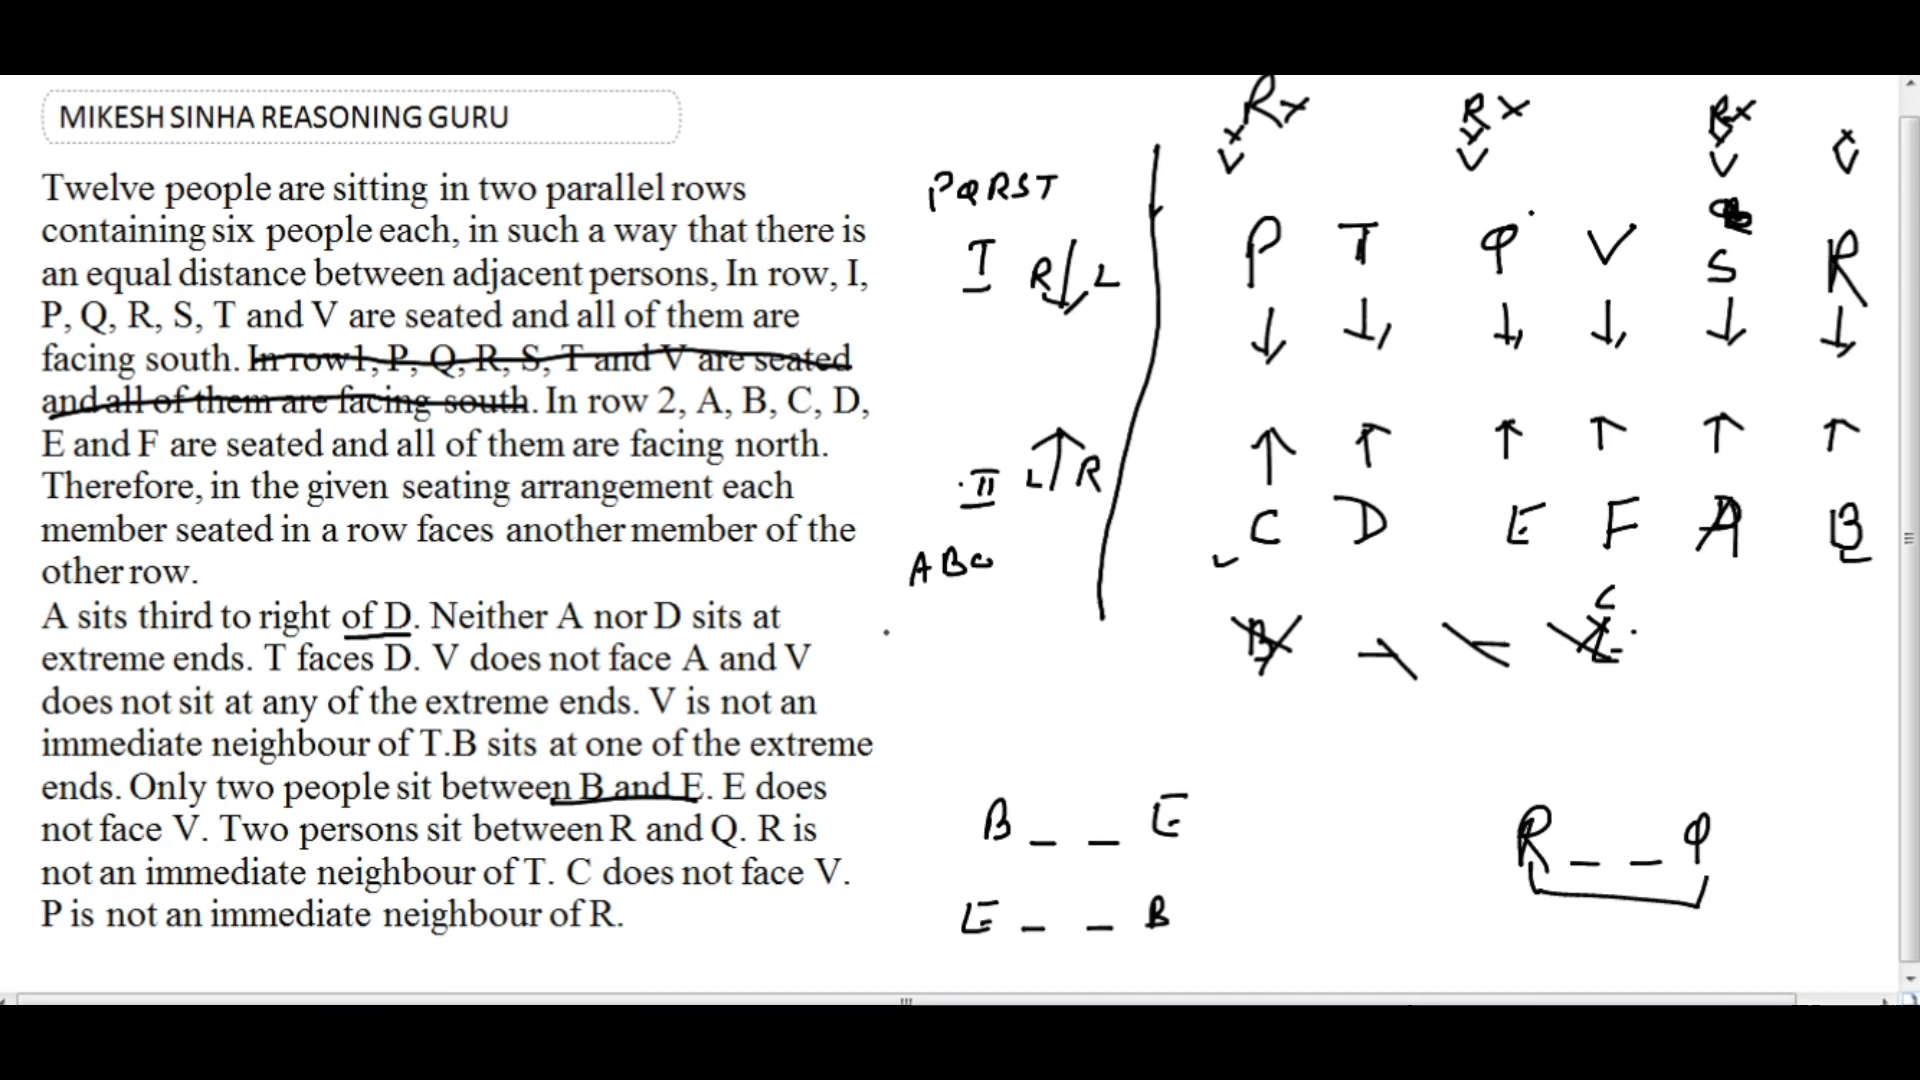 MIKESH SINHA REASONING GURU
Twelve people are sitting in two parallel rows
containing six people each, in such a way that there is
an equal distance between adjacent persons, In row, I,
P, Q, R, S, T and V are seated and all of them are
facing south. In row1, P, Q, R, S, T and V are seated
and all of them are facing south. In row 2, A, B, C, D,
E and F are seated and all of them are facing north.
Therefore, in the given seating arrangement each
member seated in a row faces another member of the
other row.
A sits third to right of D. Neither A nor D sits at
extreme ends. T faces D. V does not face A and V
does not sit at any of the extreme ends. V is not an
immediate neighbour of T.B sits at one of the extreme
ends. Only two people sit between B and E. E does
not face V. Two persons sit between R and Q. R is
not an immediate neighbour of T. C does not face V.
P is not an immediate neighbour of R.
PQRST
I R L
II L R
ABC
R x R x R x
V V V V
P T Q V S R
C D E F A B
C
B _ _ E
E _ _ B
R _ _ Q